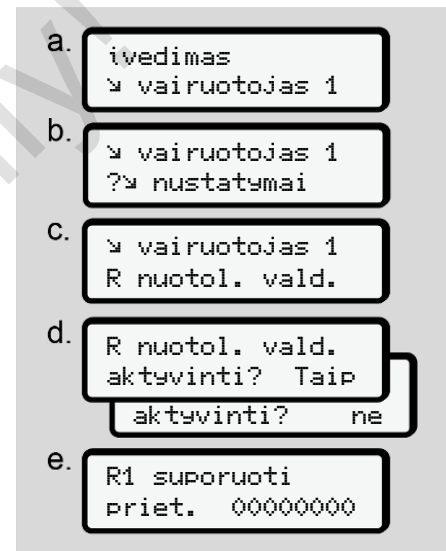 a.
ivedimas
↘ vairuotojas 1
b.
↘ vairuotojas 1
?↘ nustatymai
c.
↘ vairuotojas 1
R nuotol. vald.
d.
R nuotol. vald.
aktyvinti? Taip
aktyvinti? ne
e.
R1 suporuoti
priet. 00000000